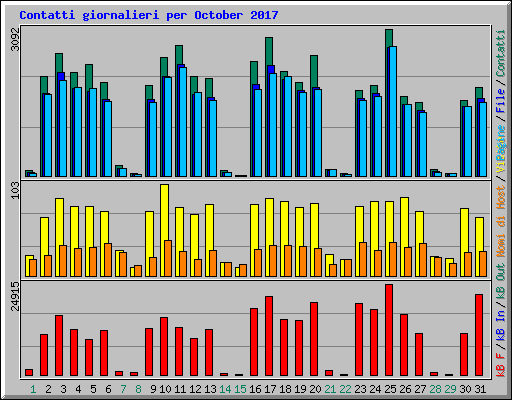 Contatti giornalieri per October 2017
3092
103
24915
kB F/kB In/kB Out Nomi di Host/ViPagine/File/Contatti
1 2 3 4 5 6 7 8 9 10 11 12 13 14 15 16 17 18 19 20 21 22 23 24 25 26 27 28 29 30 31